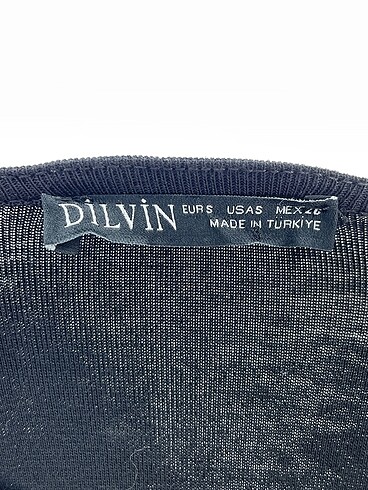 DİLVİN EUR S USA S MEX 26
MADE IN TÜRKİYE